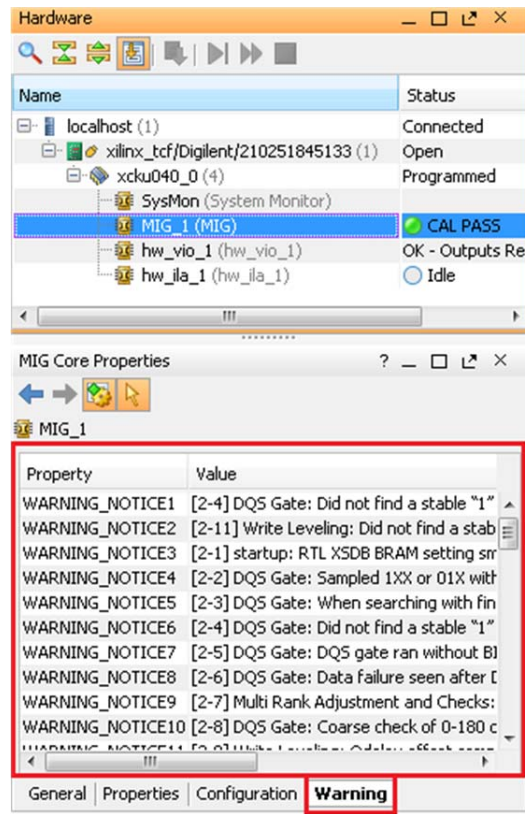 Hardware
Name Status
localhost (1) Connected
xilinx_tcf/Digilent/210251845133 (1) Open
xcku040_0 (4) Programmed
SysMon (System Monitor)
MIG_1 (MIG) CAL PASS
hw_vio_1 (hw_vio_1) OK - Outputs Re
hw_ila_1 (hw_ila_1) Idle
MIG Core Properties ?
MIG_1
Property Value
WARNING_NOTICE1 [2-4] DQS Gate: Did not find a stable "1"
WARNING_NOTICE2 [2-11] Write Leveling: Did not find a stab
WARNING_NOTICE3 [2-1] startup: RTL XSDB BRAM setting sm
WARNING_NOTICE4 [2-2] DQS Gate: Sampled 1XX or 01X with
WARNING_NOTICE5 [2-3] DQS Gate: When searching with fin
WARNING_NOTICE6 [2-4] DQS Gate: Did not find a stable "1"
WARNING_NOTICE7 [2-5] DQS Gate: DQS gate ran without BI
WARNING_NOTICE8 [2-6] DQS Gate: Data failure seen after
WARNING_NOTICE9 [2-7] Multi Rank Adjustment and Checks:
WARNING_NOTICE10 [2-8] DQS Gate: Coarse check of 0-180
General Properties Configuration Warning